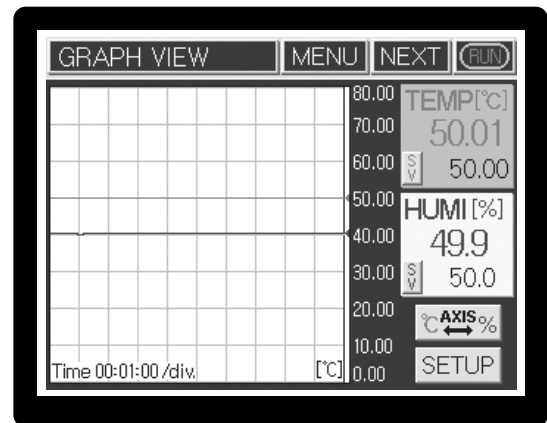 GRAPH VIEW MENU NEXT RUN
80.00
70.00
60.00
50.00
40.00
30.00
20.00
10.00
0.00
Time 00:01:00 /div. [℃]
TEMP[℃]
50.01
SV 50.00
HUMI[%]
49.9
SV 50.0
℃ AXIS %
SETUP